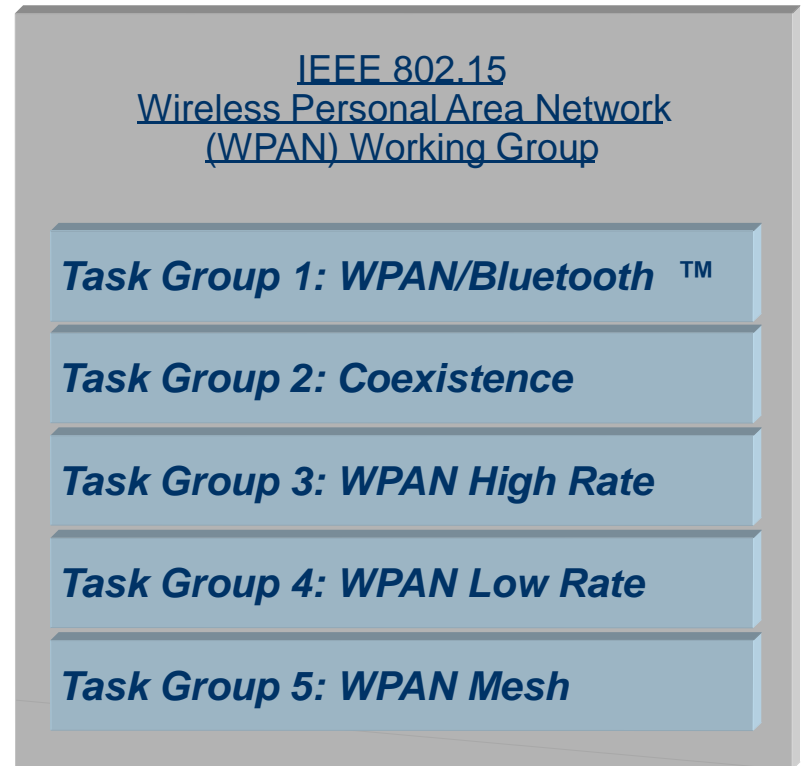 IEEE 802.15
Wireless Personal Area Network
(WPAN) Working Group
Task Group 1: WPAN/Bluetooth ™
Task Group 2: Coexistence
Task Group 3: WPAN High Rate
Task Group 4: WPAN Low Rate
Task Group 5: WPAN Mesh